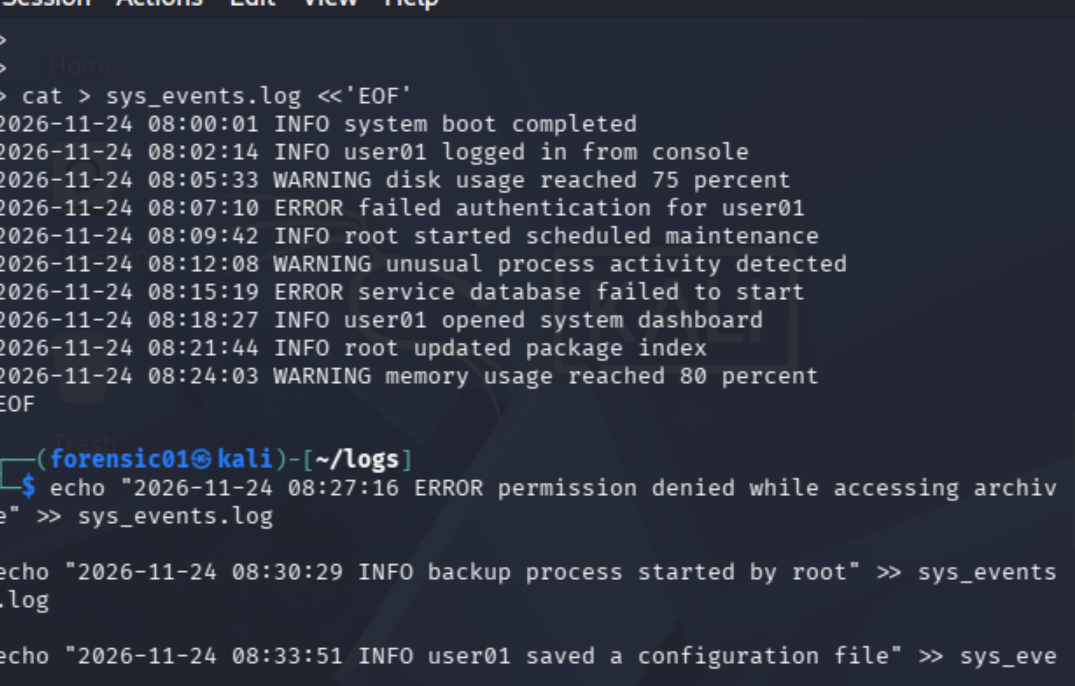 Session Actions Edit View Help
>
> Home
> cat > sys_events.log <<'EOF'
2026-11-24 08:00:01 INFO system boot completed
2026-11-24 08:02:14 INFO user01 logged in from console
2026-11-24 08:05:33 WARNING disk usage reached 75 percent
2026-11-24 08:07:10 ERROR failed authentication for user01
2026-11-24 08:09:42 INFO root started scheduled maintenance
2026-11-24 08:12:08 WARNING unusual process activity detected
2026-11-24 08:15:19 ERROR service database failed to start
2026-11-24 08:18:27 INFO user01 opened system dashboard
2026-11-24 08:21:44 INFO root updated package index
2026-11-24 08:24:03 WARNING memory usage reached 80 percent
EOF
Trash
┌──(forensic01㉿kali)-[~/logs]
└─$ echo "2026-11-24 08:27:16 ERROR permission denied while accessing archiv
e" >> sys_events.log
echo "2026-11-24 08:30:29 INFO backup process started by root" >> sys_events
.log
echo "2026-11-24 08:33:51 INFO user01 saved a configuration file" >> sys_eve